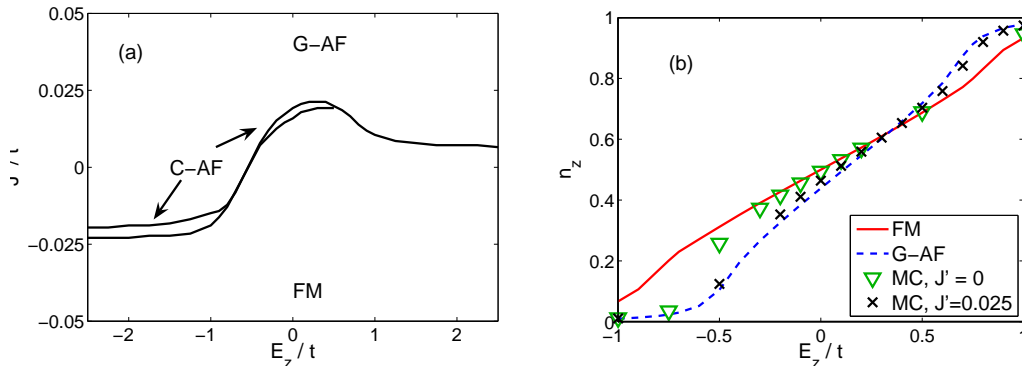 0.05
0.025
0
−0.025
−0.05
J' / t
(a)
G−AF
C−AF
FM
−2
−1
0
1
2
E_z / t
(b)
1
0.8
0.6
0.4
0.2
0
n_z
FM
G−AF
MC, J' = 0
MC, J'=0.025
−1
−0.5
0
0.5
1
E_z / t